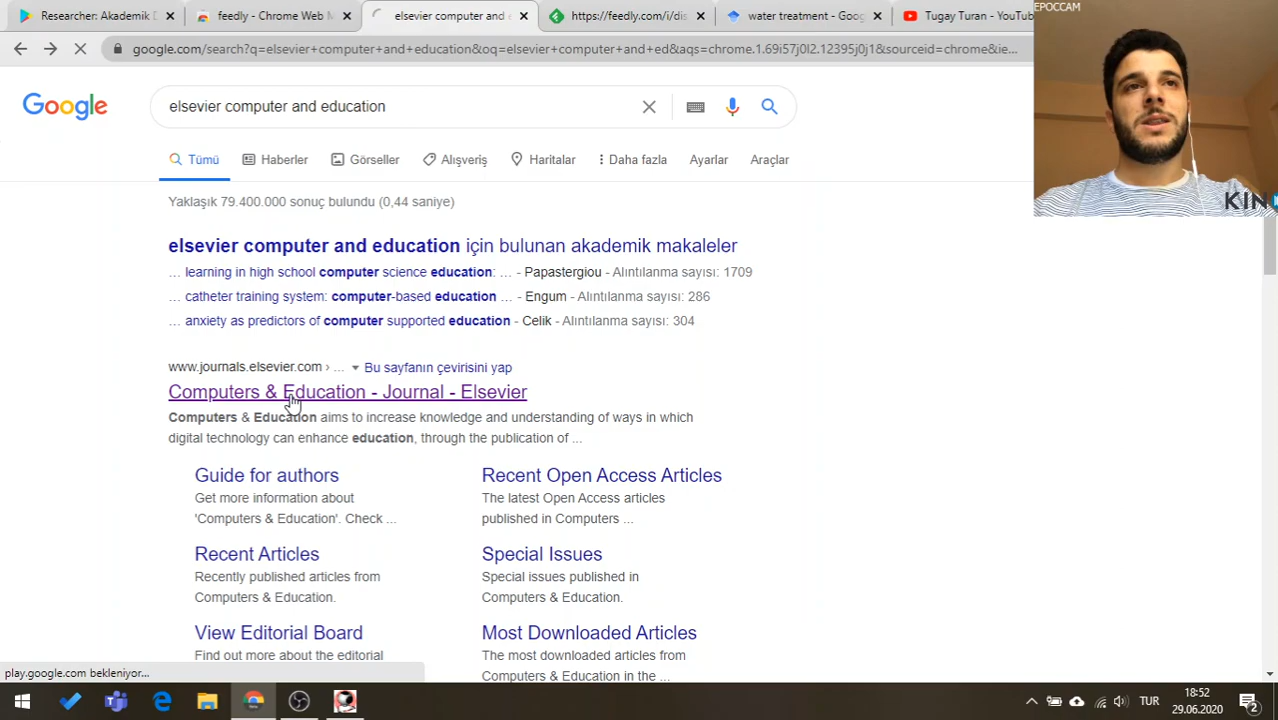 Researcher: Akademik D
feedly - Chrome Web M
elsevier computer and e
https://feedly.com/i/dis
water treatment - Goog
Tugay Turan - YouTub
EPOCCAM
google.com/search?q=elsevier+computer+and+education&oq=elsevier+computer+and+ed&aqs=chrome.1.69i57j0l2.12395j0j1&sourceid=chrome&ie...
Google
elsevier computer and education
Tümü
Haberler
Görseller
Alışveriş
Haritalar
Daha fazla
Ayarlar
Araçlar
KIN
Yaklaşık 79.400.000 sonuç bulundu (0,44 saniye)
elsevier computer and education için bulunan akademik makaleler
... learning in high school computer science education: ... - Papastergiou - Alıntılanma sayısı: 1709
... catheter training system: computer-based education ... - Engum - Alıntılanma sayısı: 286
... anxiety as predictors of computer supported education - Celik - Alıntılanma sayısı: 304
www.journals.elsevier.com › ... Bu sayfanın çevirisini yap
Computers & Education - Journal - Elsevier
Computers & Education aims to increase knowledge and understanding of ways in which
digital technology can enhance education, through the publication of ...
Guide for authors
Get more information about
'Computers & Education'. Check ...
Recent Open Access Articles
The latest Open Access articles
published in Computers ...
Recent Articles
Recently published articles from
Computers & Education.
Special Issues
Special issues published in
Computers & Education.
View Editorial Board
Find out more about the editorial
Most Downloaded Articles
The most downloaded articles from
Computers & Education in the ...
play.google.com bekleniyor...
TUR
18:52
29.06.2020
2